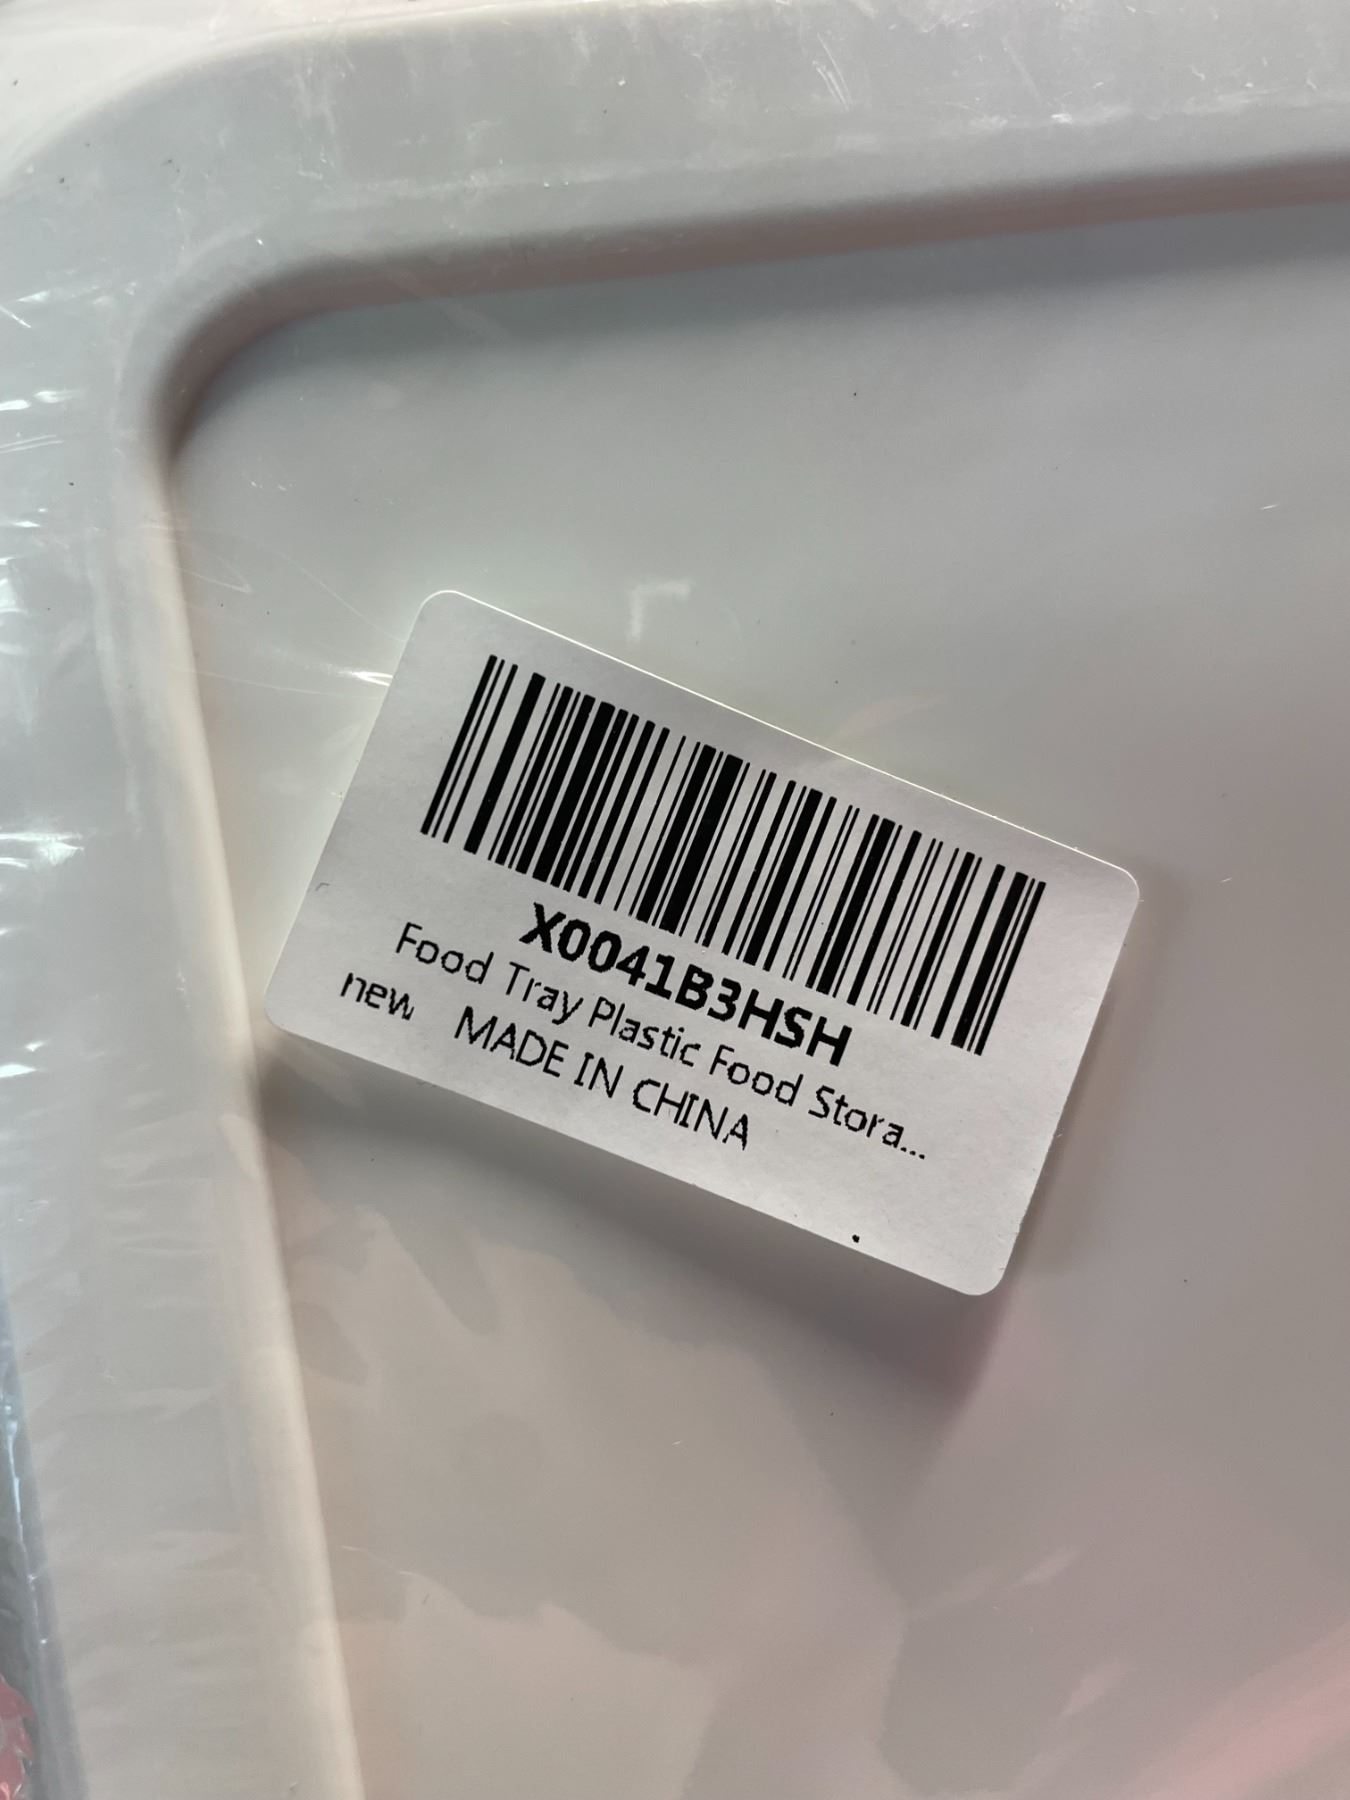 X0041B3HSH
Food Tray Plastic Food Stora...
new MADE IN CHINA